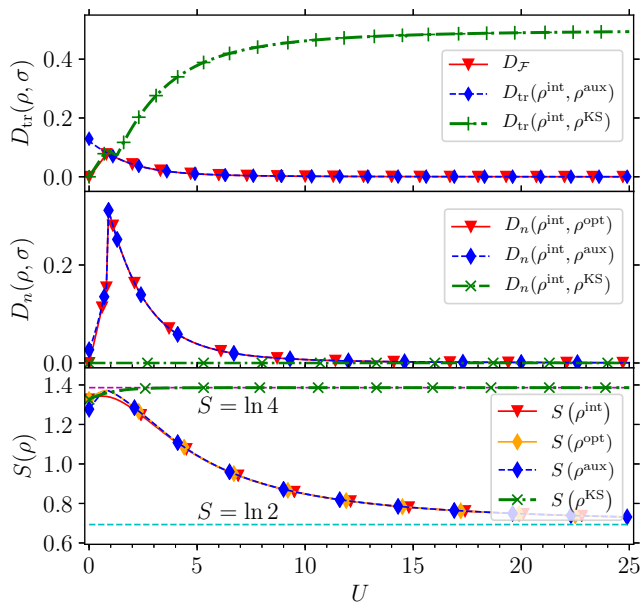 0.4
0.2
0.0
D_tr(ρ, σ)
D_ℱ
D_tr(ρ^int, ρ^aux)
D_tr(ρ^int, ρ^KS)
0.2
0.0
D_n(ρ, σ)
D_n(ρ^int, ρ^opt)
D_n(ρ^int, ρ^aux)
D_n(ρ^int, ρ^KS)
1.4
1.2
1.0
0.8
0.6
S(ρ)
S = ln 4
S = ln 2
S (ρ^int)
S (ρ^opt)
S (ρ^aux)
S (ρ^KS)
0 5 10 15 20 25
U